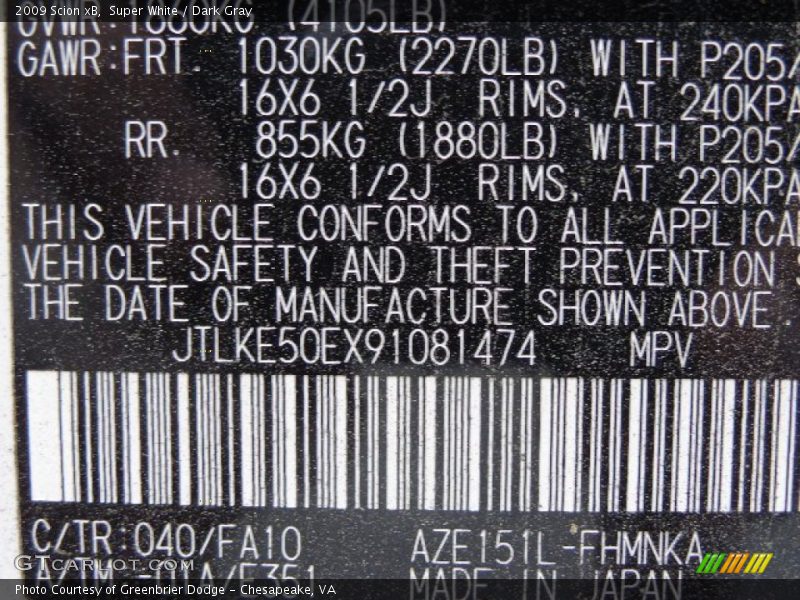 2009 Scion xB, Super White / Dark Gray
(4105LB)
GAWR:FRT. 1030KG (2270LB) WITH P205/
16X6 1/2J RIMS, AT 240KPA
RR. 855KG (1880LB) WITH P205/
16X6 1/2J RIMS, AT 220KPA
THIS VEHICLE CONFORMS TO ALL APPLICA
VEHICLE SAFETY AND THEFT PREVENTION S
THE DATE OF MANUFACTURE SHOWN ABOVE.
JTLKE50EX91081474 MPV
C/TR:040/FA10 AZE151L-FHMNKA
GTCarlot.com
MADE IN JAPAN
Photo Courtesy of Greenbrier Dodge – Chesapeake, VA